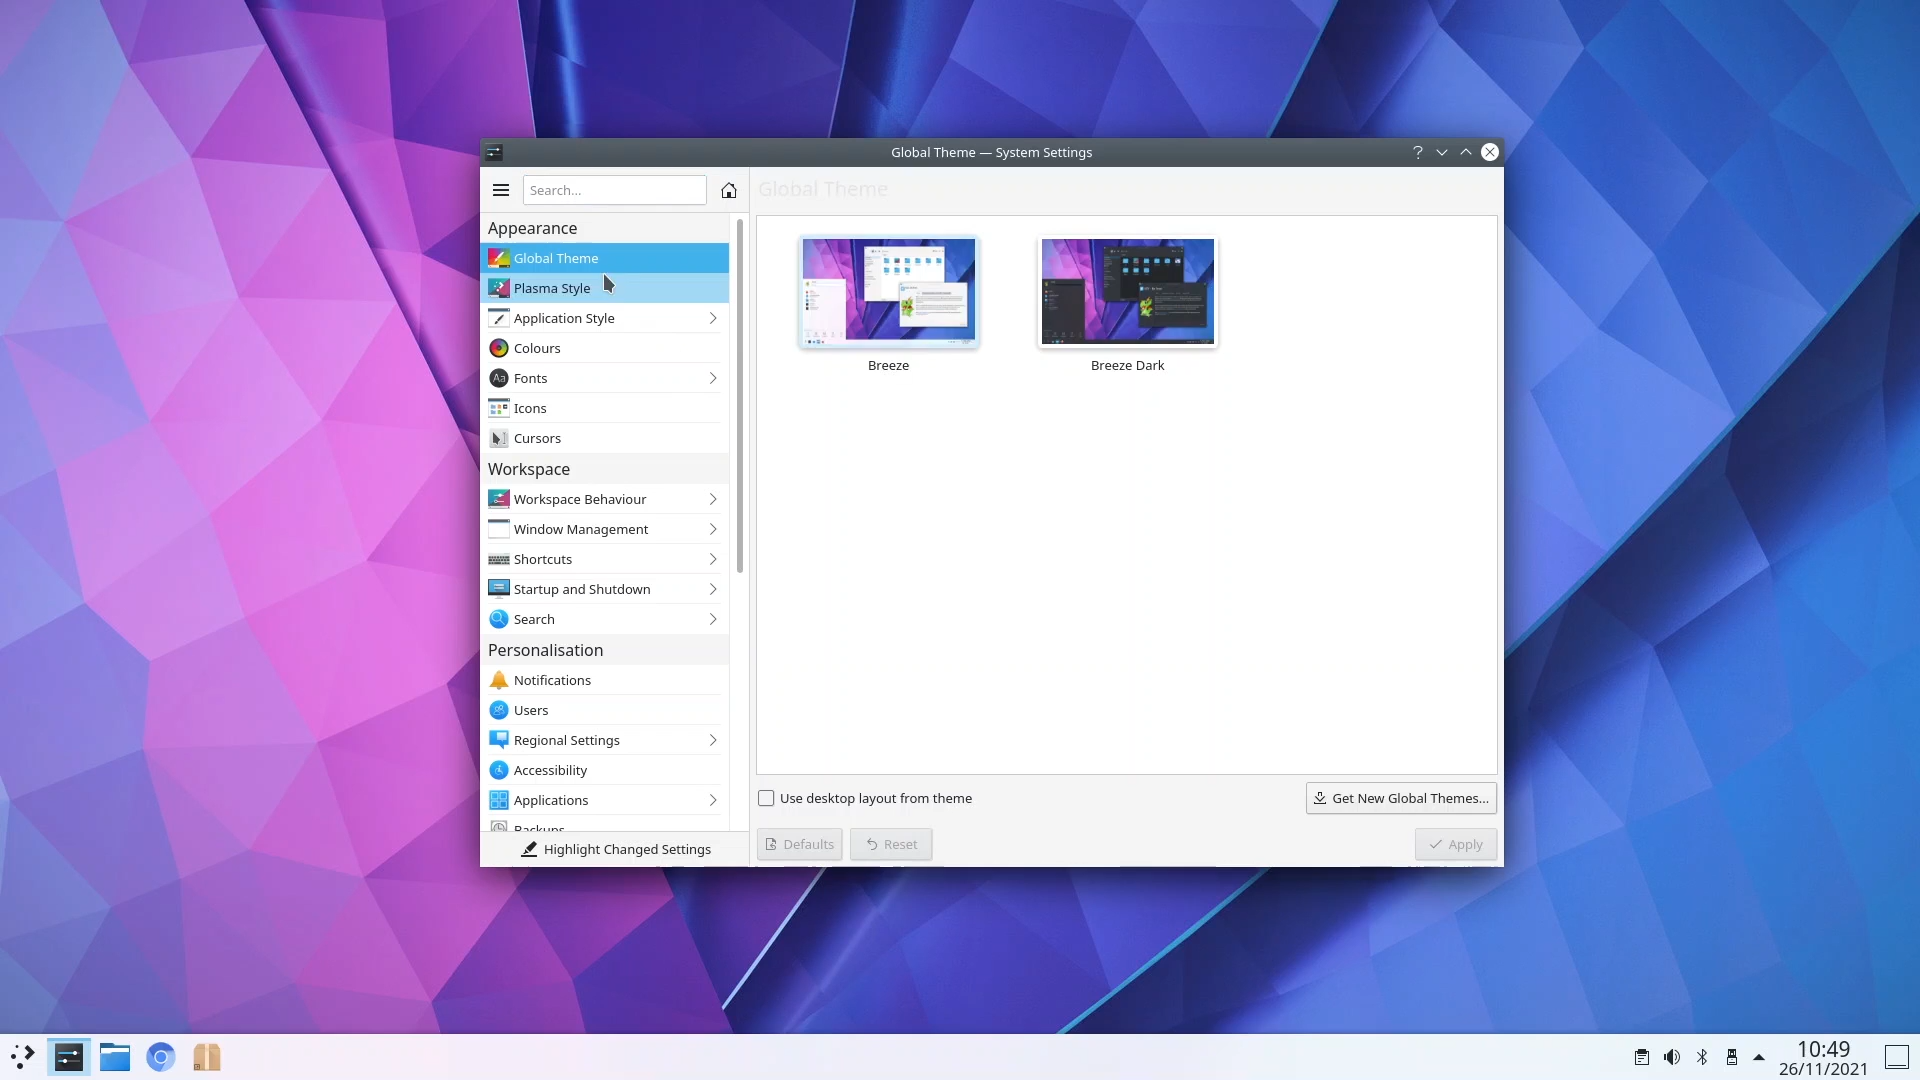 Global Theme — System Settings
Search...
Global Theme
Appearance
Global Theme
Plasma Style
Application Style
Colours
Fonts
Icons
Cursors
Workspace
Workspace Behaviour
Window Management
Shortcuts
Startup and Shutdown
Search
Personalisation
Notifications
Users
Regional Settings
Accessibility
Applications
Backups
Highlight Changed Settings
Breeze
Breeze Dark
Use desktop layout from theme
Get New Global Themes...
Defaults
Reset
Apply
10:49
26/11/2021